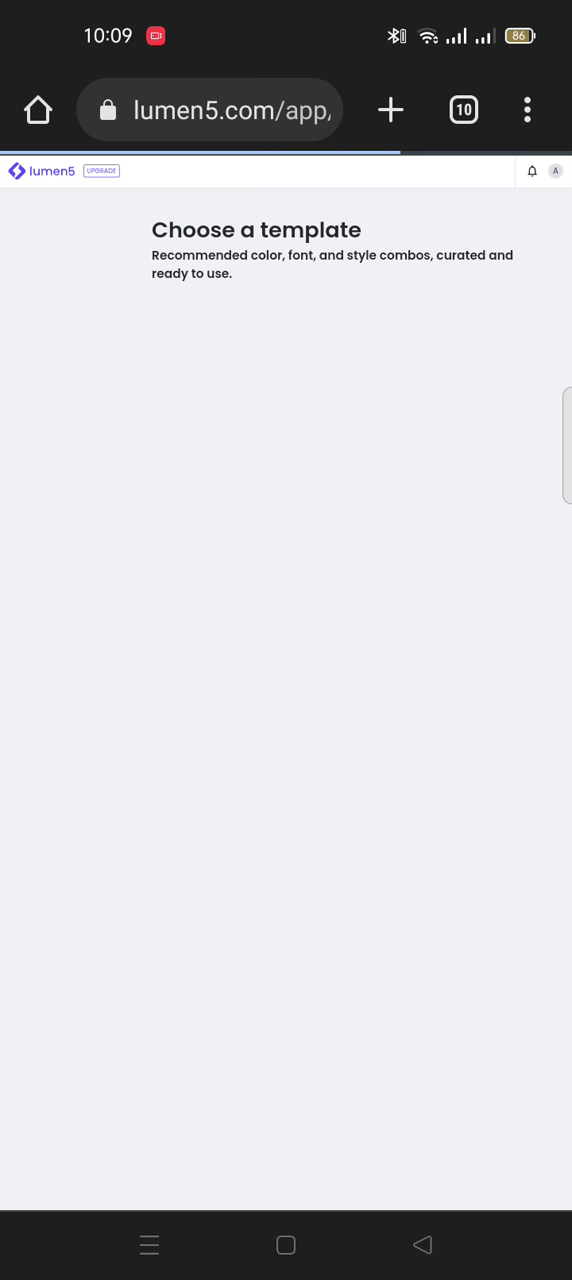 10:09
86
lumen5.com/app/
10
lumen5 UPGRADE
A
Choose a template
Recommended color, font, and style combos, curated and
ready to use.